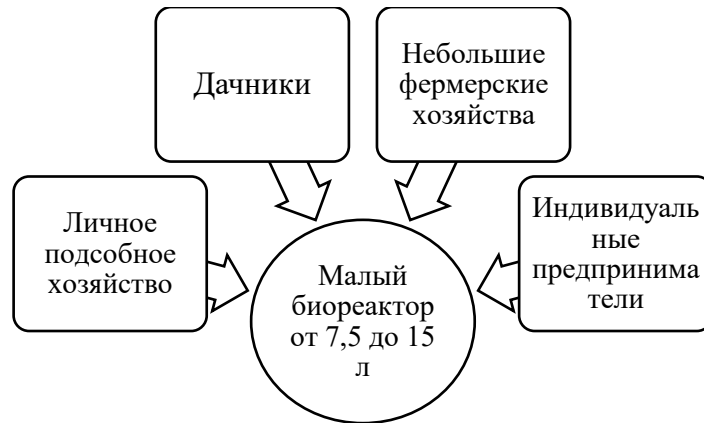 Дачники
Небольшие
фермерские
хозяйства
Личное
подсобное
хозяйство
Индивидуаль
ные
предпринима
тели
Малый
биореактор
от 7,5 до 15
л